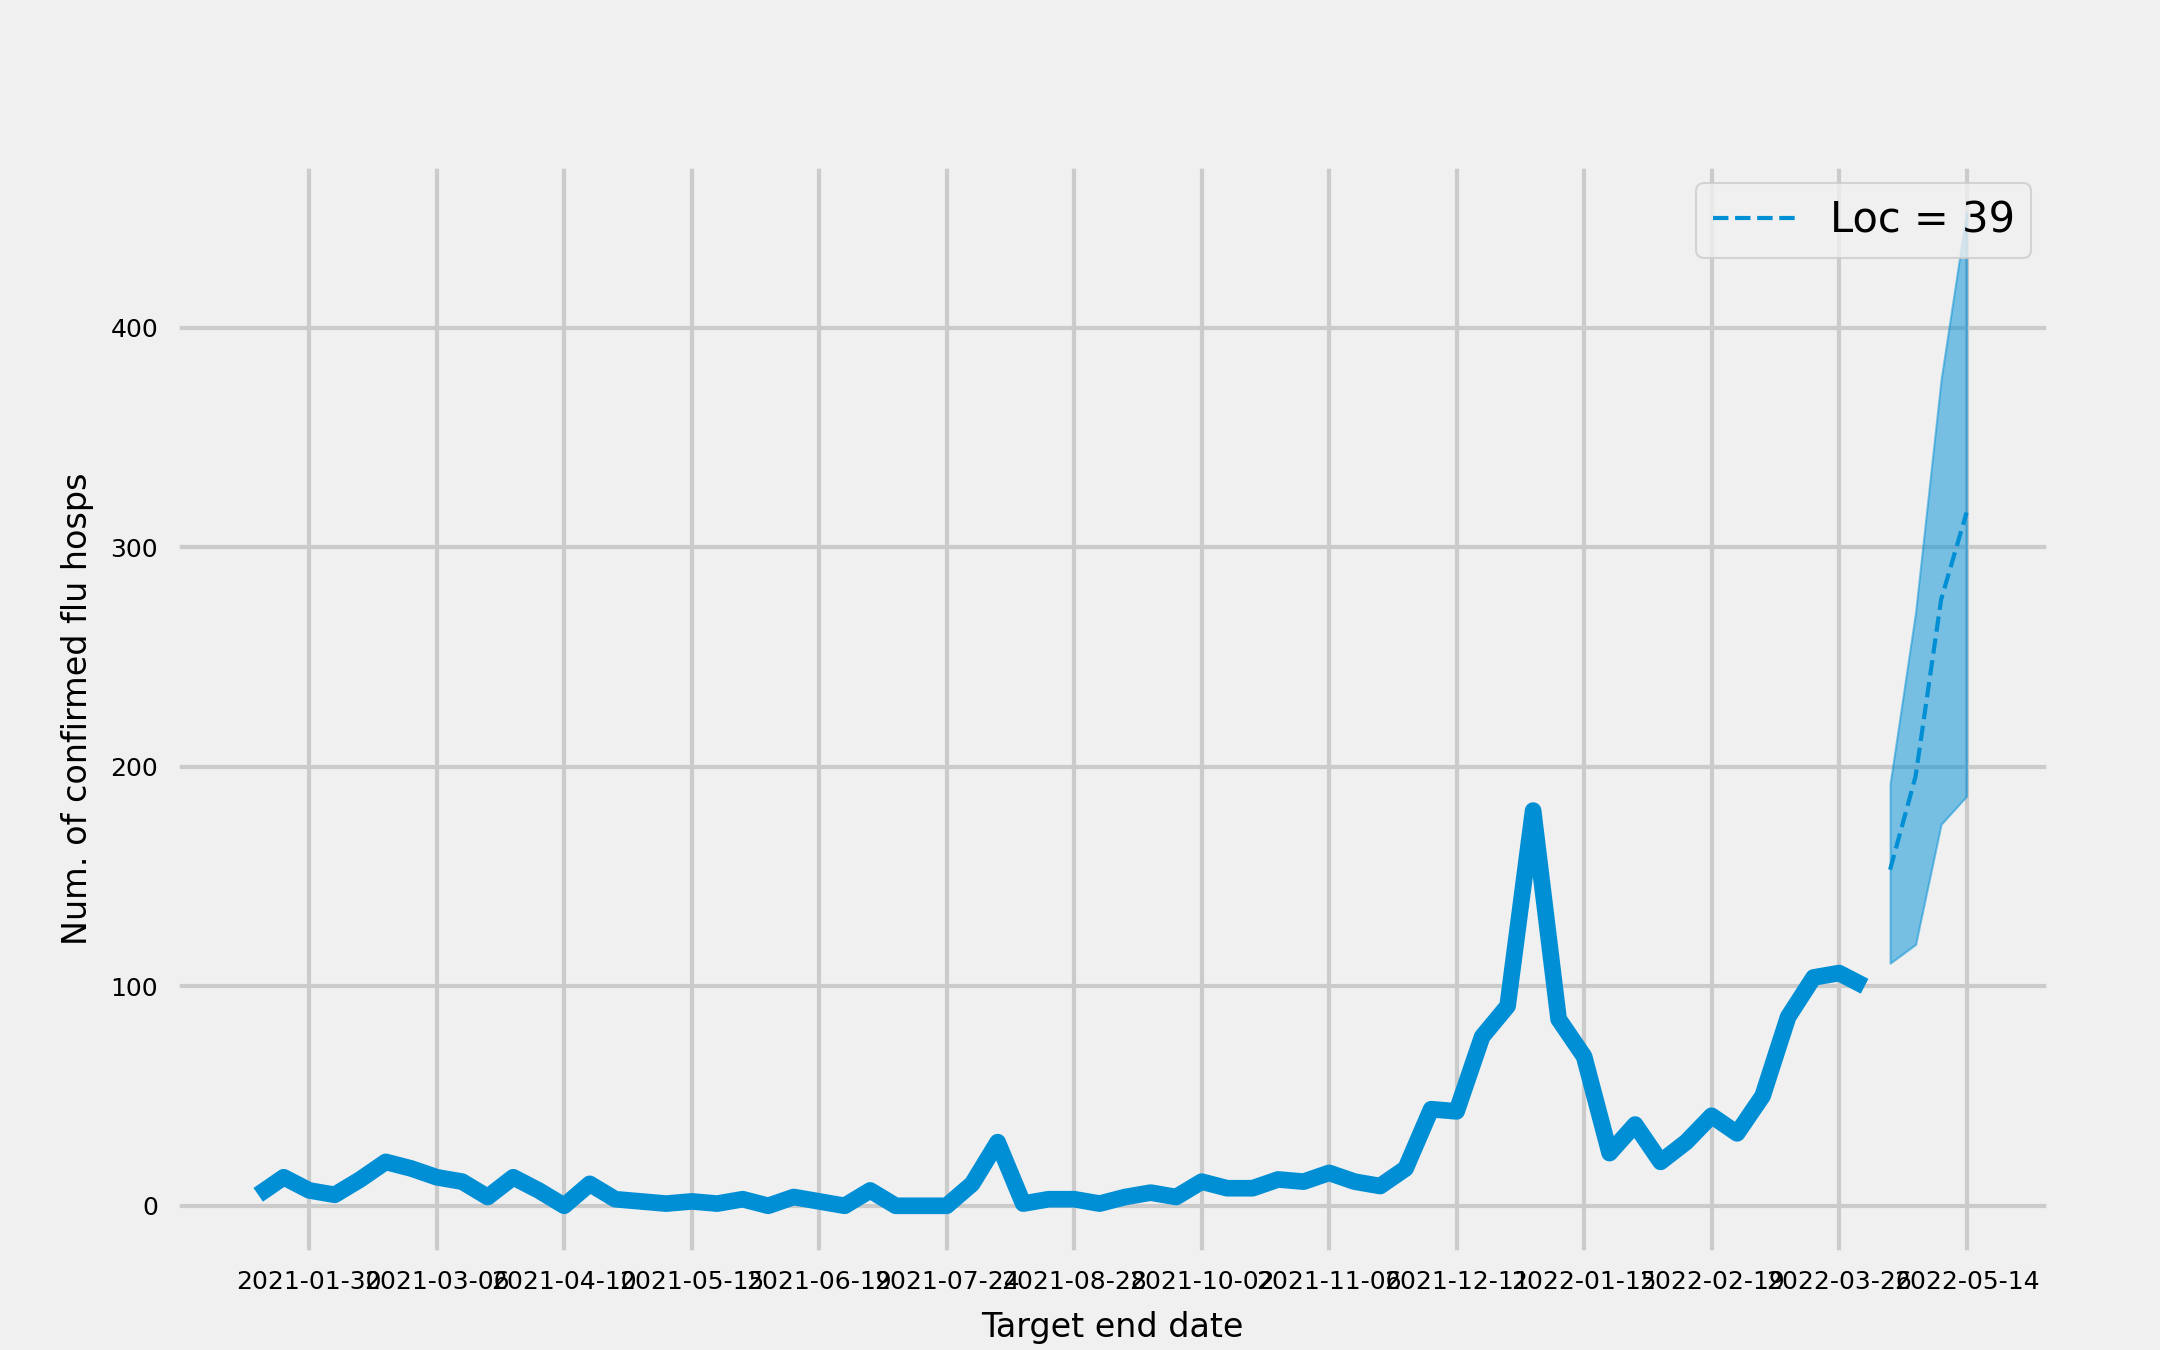 Loc = 39
Num. of confirmed flu hosps
400
300
200
100
0
2021-01-30 2021-03-06 2021-04-10 2021-05-15 2021-06-19 2021-07-24 2021-08-28 2021-10-02 2021-11-06 2021-12-11 2022-01-15 2022-02-19 2022-03-26 2022-05-14
Target end date